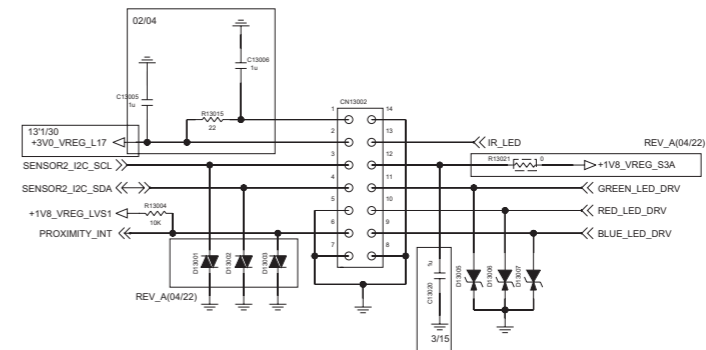 02/04
C13006
1u
C13005
1u
R13015
22
CN13002
1
14
13'1/30
+3V0_VREG_L17
2
13
IR_LED
REV_A(04/22)
SENSOR2_I2C_SCL
3
12
R13021
0
+1V8_VREG_S3A
SENSOR2_I2C_SDA
4
11
GREEN_LED_DRV
+1V8_VREG_LVS1
R13004
10K
5
10
RED_LED_DRV
PROXIMITY_INT
6
9
BLUE_LED_DRV
7
8
D13001
D13002
D13003
REV_A(04/22)
1u
C13020
3/15
D13005
D13006
D13007